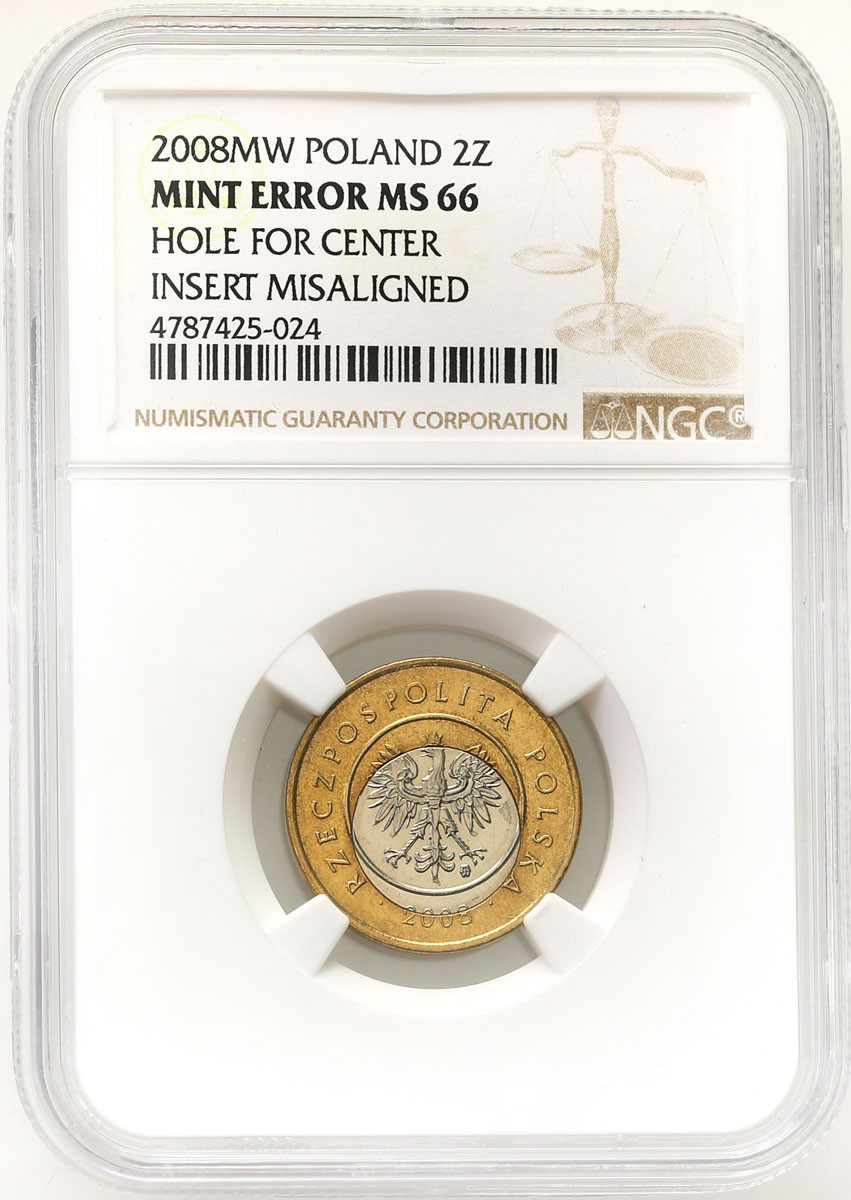 2008MW POLAND 2Z
MINT ERROR MS 66
HOLE FOR CENTER
INSERT MISALIGNED
4787425-024
NUMISMATIC GUARANTY CORPORATION
NGC®
RZECZPOSPOLITA POLSKA
· 2008 ·
MW